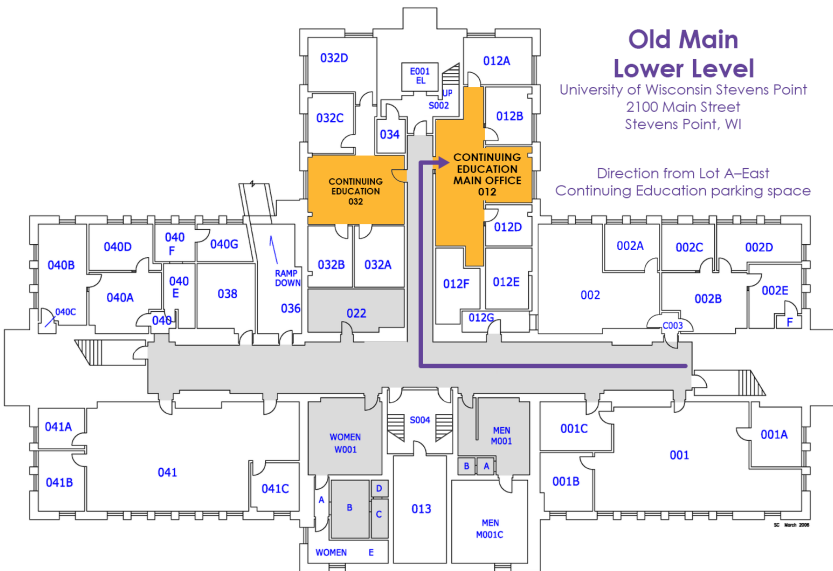 Old Main
Lower Level
University of Wisconsin Stevens Point
2100 Main Street
Stevens Point, WI
Direction from Lot A–East
Continuing Education parking space
032D
E001
EL
012A
UP
S002
032C
034
012B
CONTINUING
EDUCATION
032
CONTINUING
EDUCATION
MAIN OFFICE
012
040B
040D
040
F
040G
012D
002A
002C
002D
RAMP
DOWN
032B
032A
040A
040
E
038
036
012F
012E
002
002B
002E
040C
040
022
012G
C003
F
041A
WOMEN
W001
S004
MEN
M001
001C
001A
041
001
B
A
041B
041C
A
B
D
C
013
001B
MEN
M001C
WOMEN
E
SC March 2008